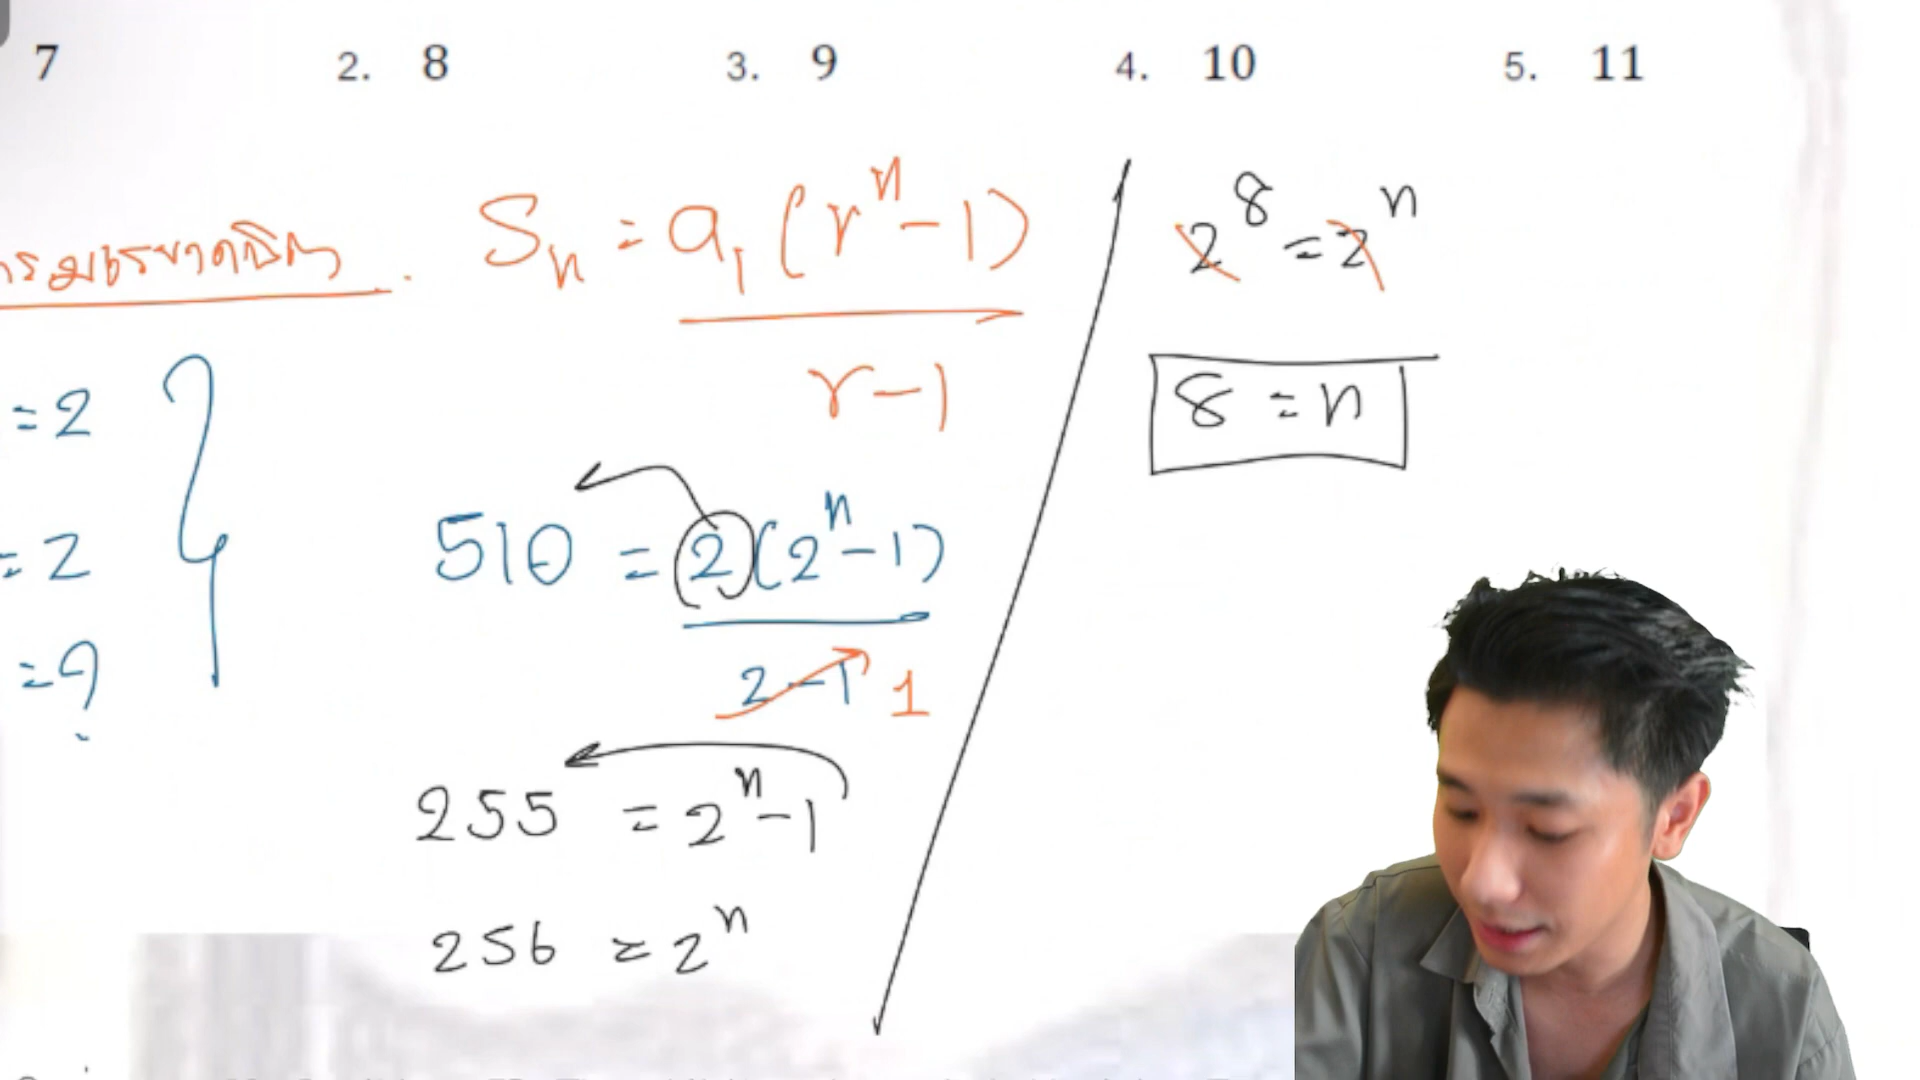 7 2. 8 3. 9 4. 10 5. 11
Sn = a1(r^n-1)
r-1
=2
=2
=?
510 = 2(2^n-1)
2-1 1
255 = 2^n-1
256 = 2^n
2^8 = 2^n
8 = n